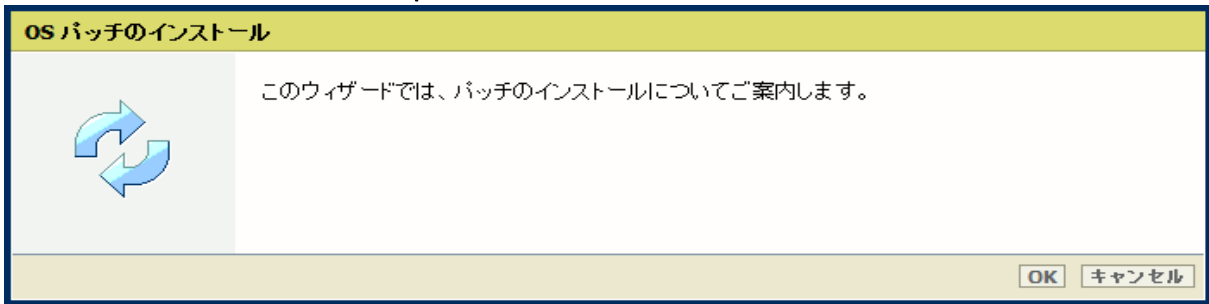 OS パッチのインストール
このウィザードでは、パッチのインストールについてご案内します。
OK キャンセル